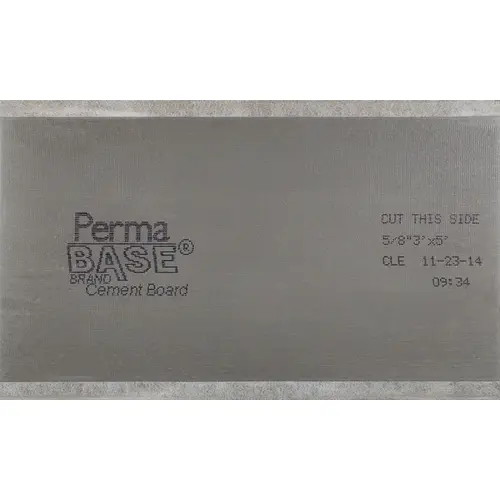 Perma
BASE®
BRAND
Cement Board
CUT THIS SIDE
5/8"3'x5'
CLE 11-23-14
09:34